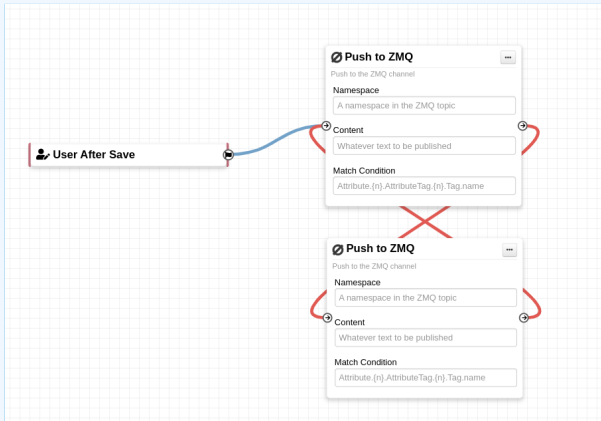 Push to ZMQ
Push to the ZMQ channel
Namespace
A namespace in the ZMQ topic
Content
Whatever text to be published
Match Condition
Attribute.{n}.AttributeTag.{n}.Tag.name
User After Save
Push to ZMQ
Push to the ZMQ channel
Namespace
A namespace in the ZMQ topic
Content
Whatever text to be published
Match Condition
Attribute.{n}.AttributeTag.{n}.Tag.name